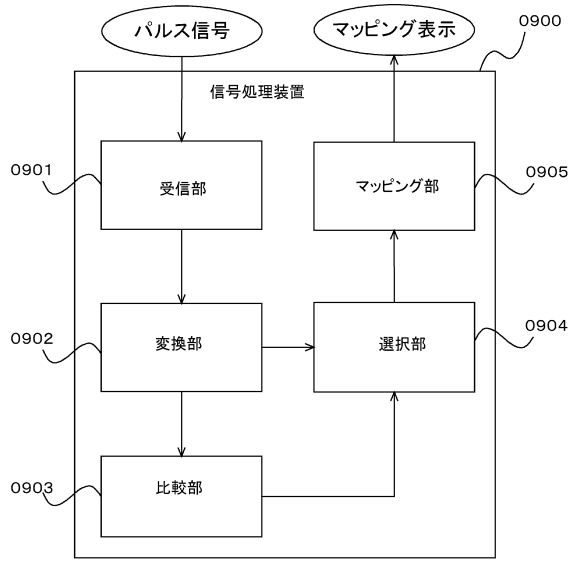 パルス信号
マッピング表示
0900
信号処理装置
0901
受信部
マッピング部
0905
0902
変換部
選択部
0904
0903
比較部